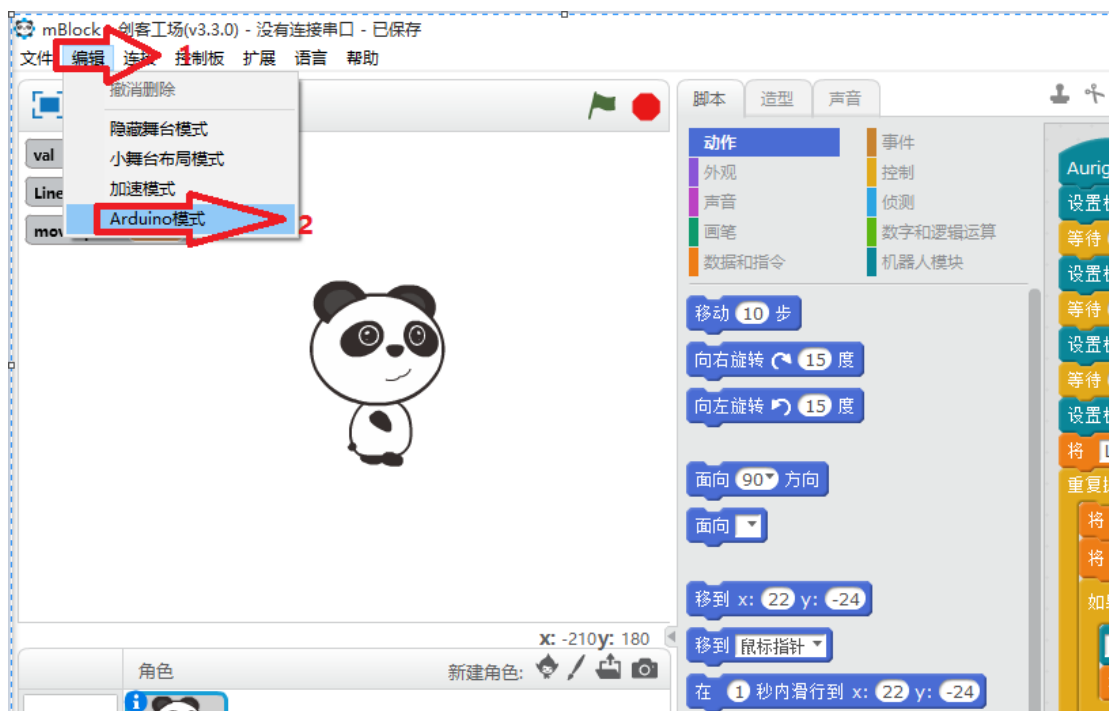 mBlock - 创客工场(v3.3.0) - 没有连接串口 - 已保存
文件 编辑 连接 控制板 扩展 语言 帮助
1
撤消删除
隐藏舞台模式
小舞台布局模式
加速模式
Arduino模式
2
val
Line
mov
脚本 造型 声音
动作 事件
外观 控制
声音 侦测
画笔 数字和逻辑运算
数据和指令 机器人模块
移动 10 步
向右旋转 15 度
向左旋转 15 度
面向 90 方向
面向
移到 x: 22 y: -24
移到 鼠标指针
在 1 秒内滑行到 x: 22 y: -24
x: -210 y: 180
角色 新建角色:
Aurig
设置
等待
设置
等待
设置
等待
设置
将
重复
将
将
如果